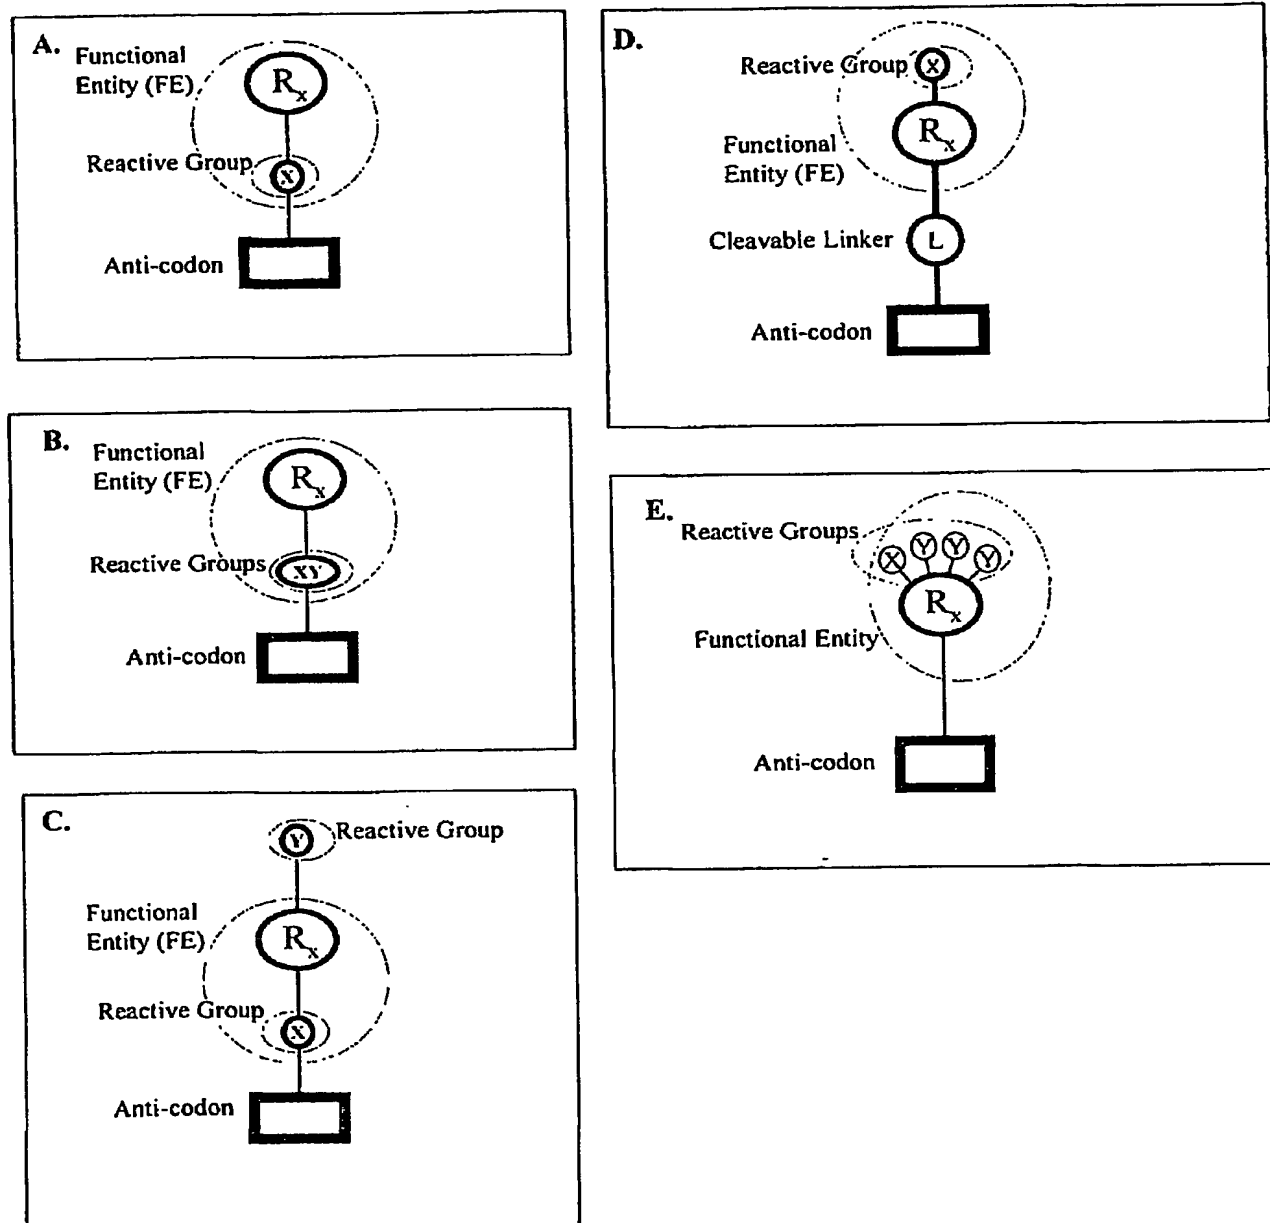 A.
Functional
Entity (FE)
Rx
Reactive Group
X
Anti-codon
B.
Functional
Entity (FE)
Rx
Reactive Groups
XY
Anti-codon
C.
Y
Reactive Group
Functional
Entity (FE)
Rx
Reactive Group
X
Anti-codon
D.
Reactive Group
X
Rx
Functional
Entity (FE)
Cleavable Linker
L
Anti-codon
E.
Reactive Groups
X Y Y Y
Rx
Functional Entity
Anti-codon